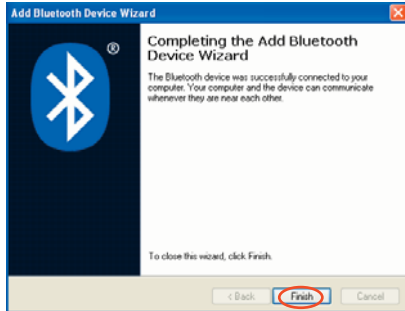 Add Bluetooth Device Wizard
®
Completing the Add Bluetooth
Device Wizard
The Bluetooth device was successfully connected to your
computer. Your computer and the device can communicate
whenever they are near each other.
To close this wizard, click Finish.
< Back Finish Cancel